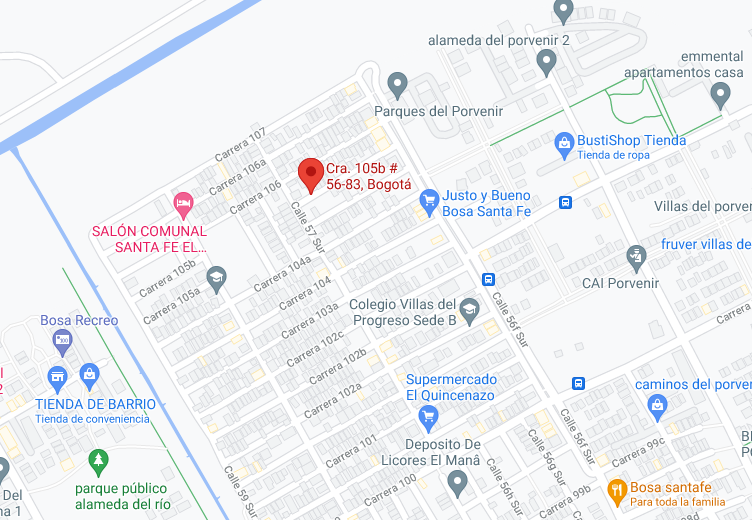 alameda del porvenir 2
emmental
apartamentos casa
Parques del Porvenir
Carrera 107
BustiShop Tienda
Tienda de ropa
Carrera 106a
Cra. 105b #
56-83, Bogotá
Carrera 106
Justo y Bueno
Bosa Santa Fe
Villas del porver
SALÓN COMUNAL
SANTA FE EL...
Calle 57 Sur
fruver villas de
Carrera 105b
Carrera 104a
CAI Porvenir
Carrera 105a
Carrera 104
Colegio Villas del
Progreso Sede B
Calle 56f Sur
Carrera 103a
Bosa Recreo
Carrera 102c
Carrera
Carrera 102b
Supermercado
El Quincenazo
Carrera 102a
caminos del porven
TIENDA DE BARRIO
Tienda de conveniencia
Calle 56f Sur
Carrera 101
Deposito De
Licores El Maná
Calle 56g Sur
Carrera 99c
Del
na 1
parque público
alameda del río
Calle 59 Sur
Carrera 100
Calle 56h Sur
Carrera 99b
Bosa santafe
Para toda la familia
Carrera 99a